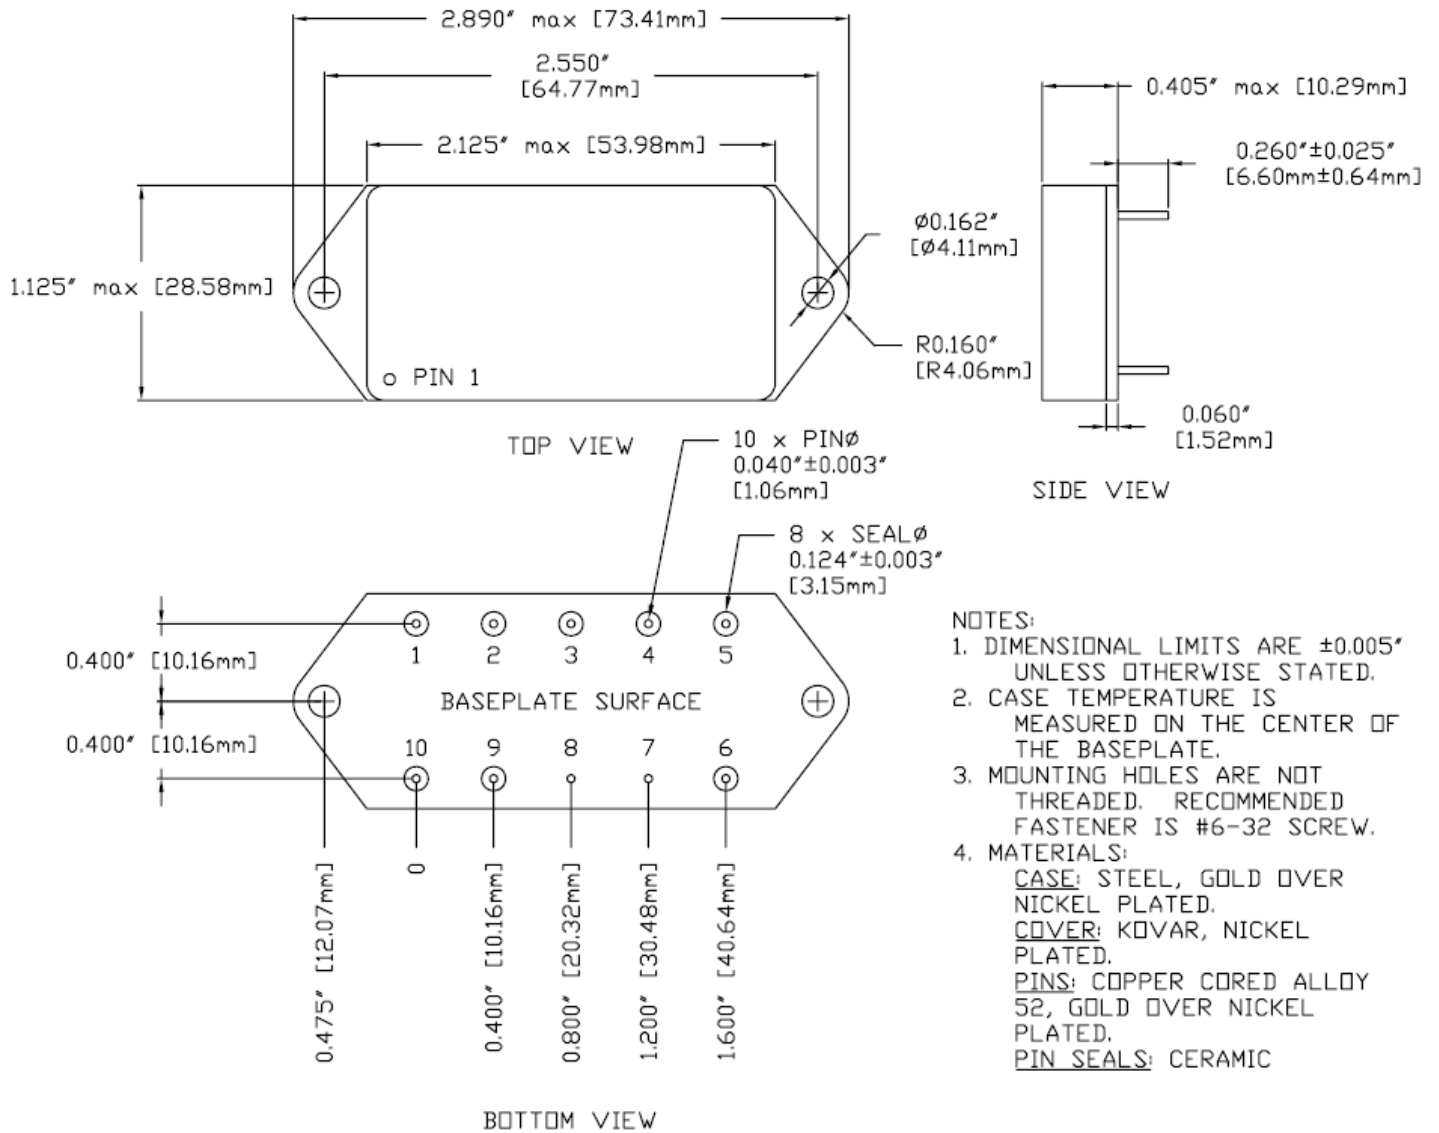 2.890″ max [73.41mm]
2.550″
[64.77mm]
2.125″ max [53.98mm]
1.125″ max [28.58mm]
Ø0.162″
[Ø4.11mm]
R0.160″
[R4.06mm]
PIN 1
TOP VIEW
0.405″ max [10.29mm]
0.260″±0.025″
[6.60mm±0.64mm]
0.060″
[1.52mm]
SIDE VIEW
10 x PINØ
0.040″±0.003″
[1.06mm]
8 x SEALØ
0.124″±0.003″
[3.15mm]
0.400″ [10.16mm]
0.400″ [10.16mm]
1 2 3 4 5
BASEPLATE SURFACE
10 9 8 7 6
0.475″ [12.07mm]
0
0.400″ [10.16mm]
0.800″ [20.32mm]
1.200″ [30.48mm]
1.600″ [40.64mm]
BOTTOM VIEW
NOTES:
1. DIMENSIONAL LIMITS ARE ±0.005″
UNLESS OTHERWISE STATED.
2. CASE TEMPERATURE IS
MEASURED ON THE CENTER OF
THE BASEPLATE.
3. MOUNTING HOLES ARE NOT
THREADED. RECOMMENDED
FASTENER IS #6-32 SCREW.
4. MATERIALS:
CASE: STEEL, GOLD OVER
NICKEL PLATED.
COVER: KOVAR, NICKEL
PLATED.
PINS: COPPER CORED ALLOY
52, GOLD OVER NICKEL
PLATED.
PIN SEALS: CERAMIC